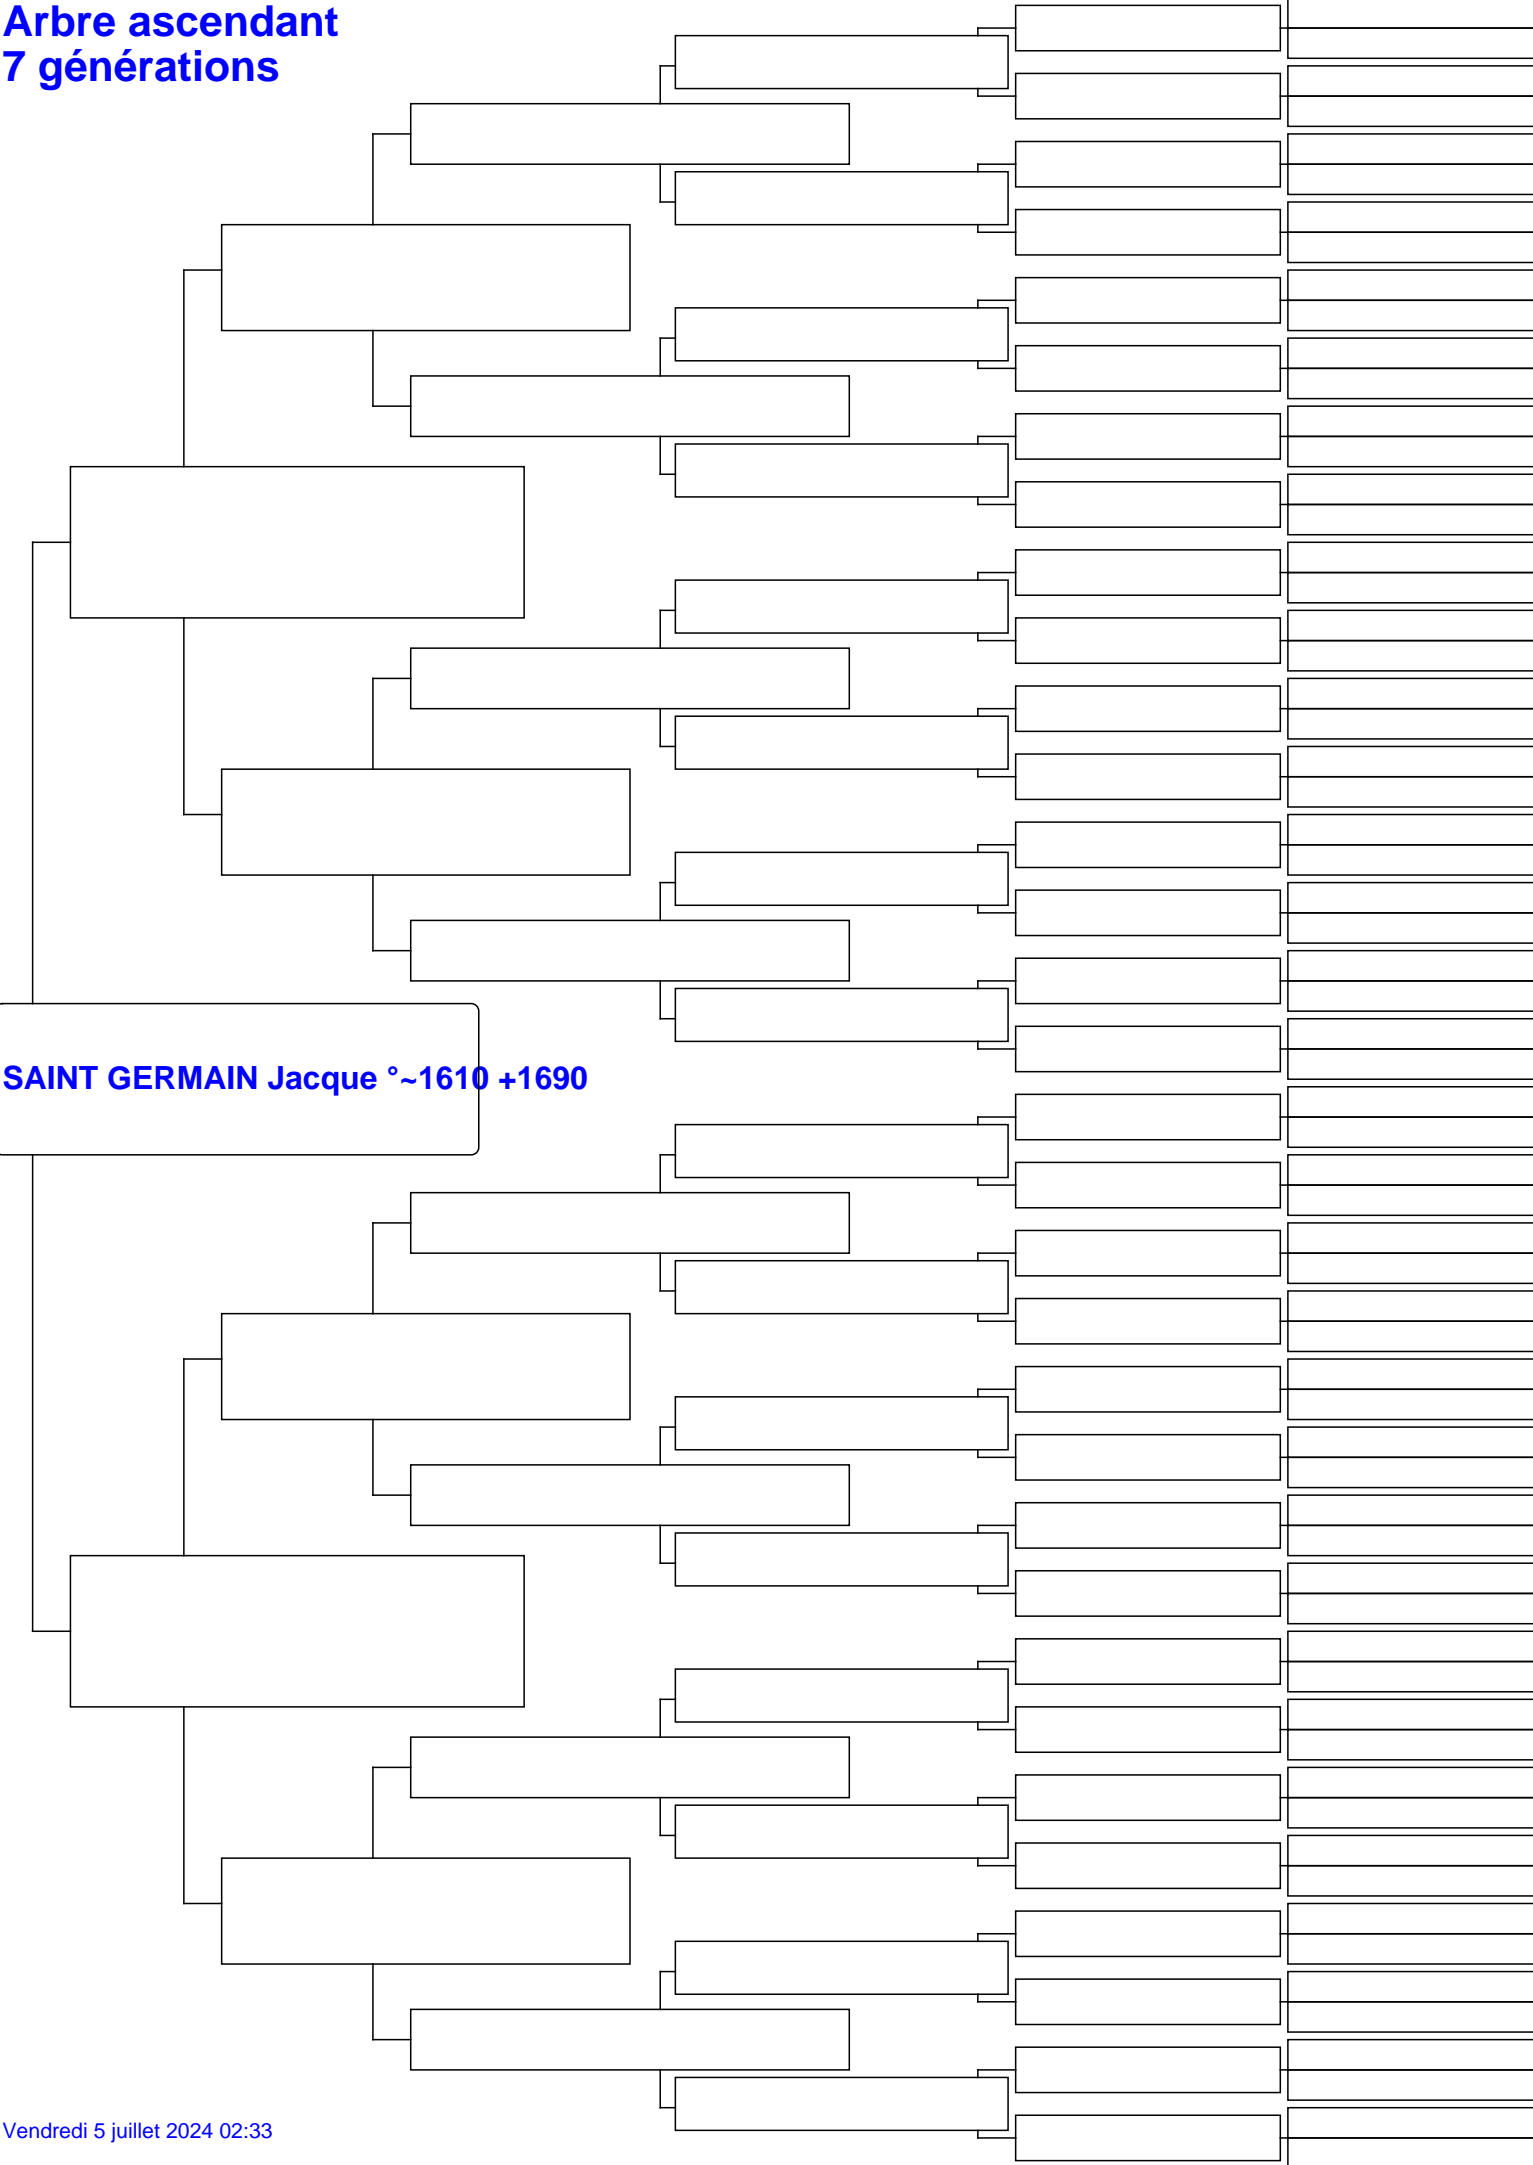 Arbre ascendant
7 générations
SAINT GERMAIN Jacque °~1610 +1690
Vendredi 5 juillet 2024 02:33